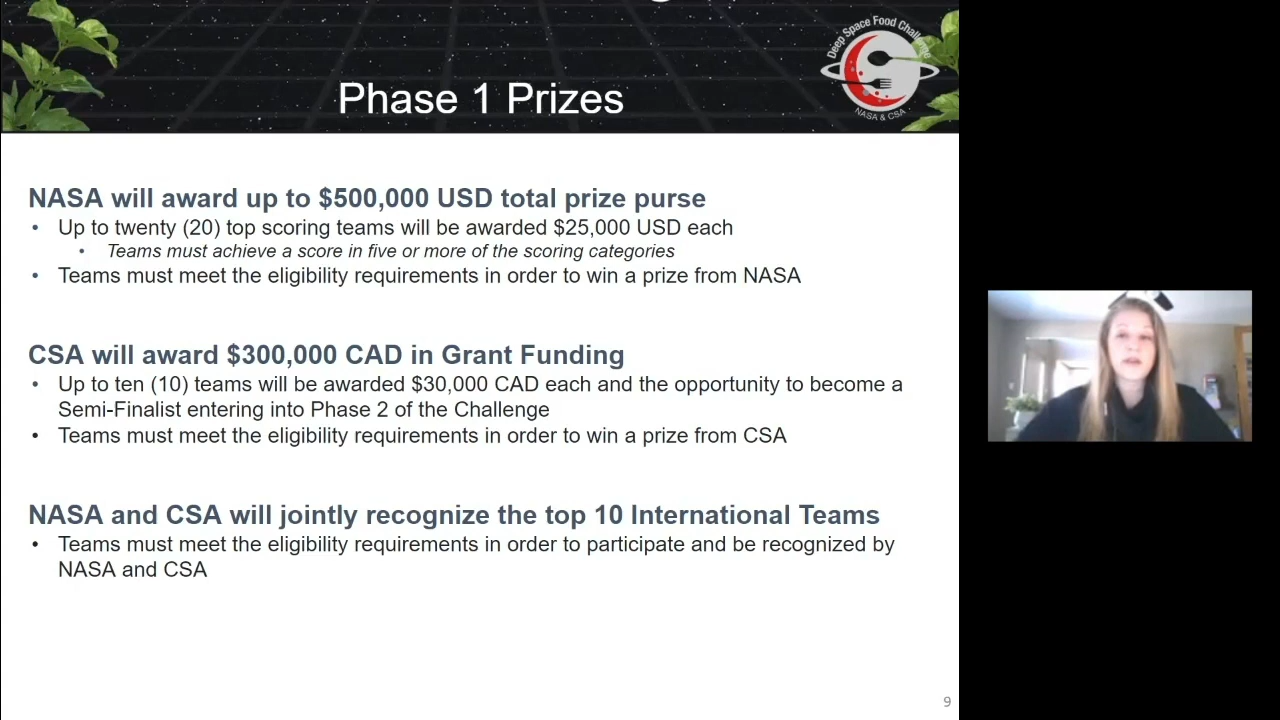 Deep Space Food Challenge
NASA & CSA
Phase 1 Prizes
NASA will award up to $500,000 USD total prize purse
• Up to twenty (20) top scoring teams will be awarded $25,000 USD each
• Teams must achieve a score in five or more of the scoring categories
• Teams must meet the eligibility requirements in order to win a prize from NASA
CSA will award $300,000 CAD in Grant Funding
• Up to ten (10) teams will be awarded $30,000 CAD each and the opportunity to become a
Semi-Finalist entering into Phase 2 of the Challenge
• Teams must meet the eligibility requirements in order to win a prize from CSA
NASA and CSA will jointly recognize the top 10 International Teams
• Teams must meet the eligibility requirements in order to participate and be recognized by
NASA and CSA
9